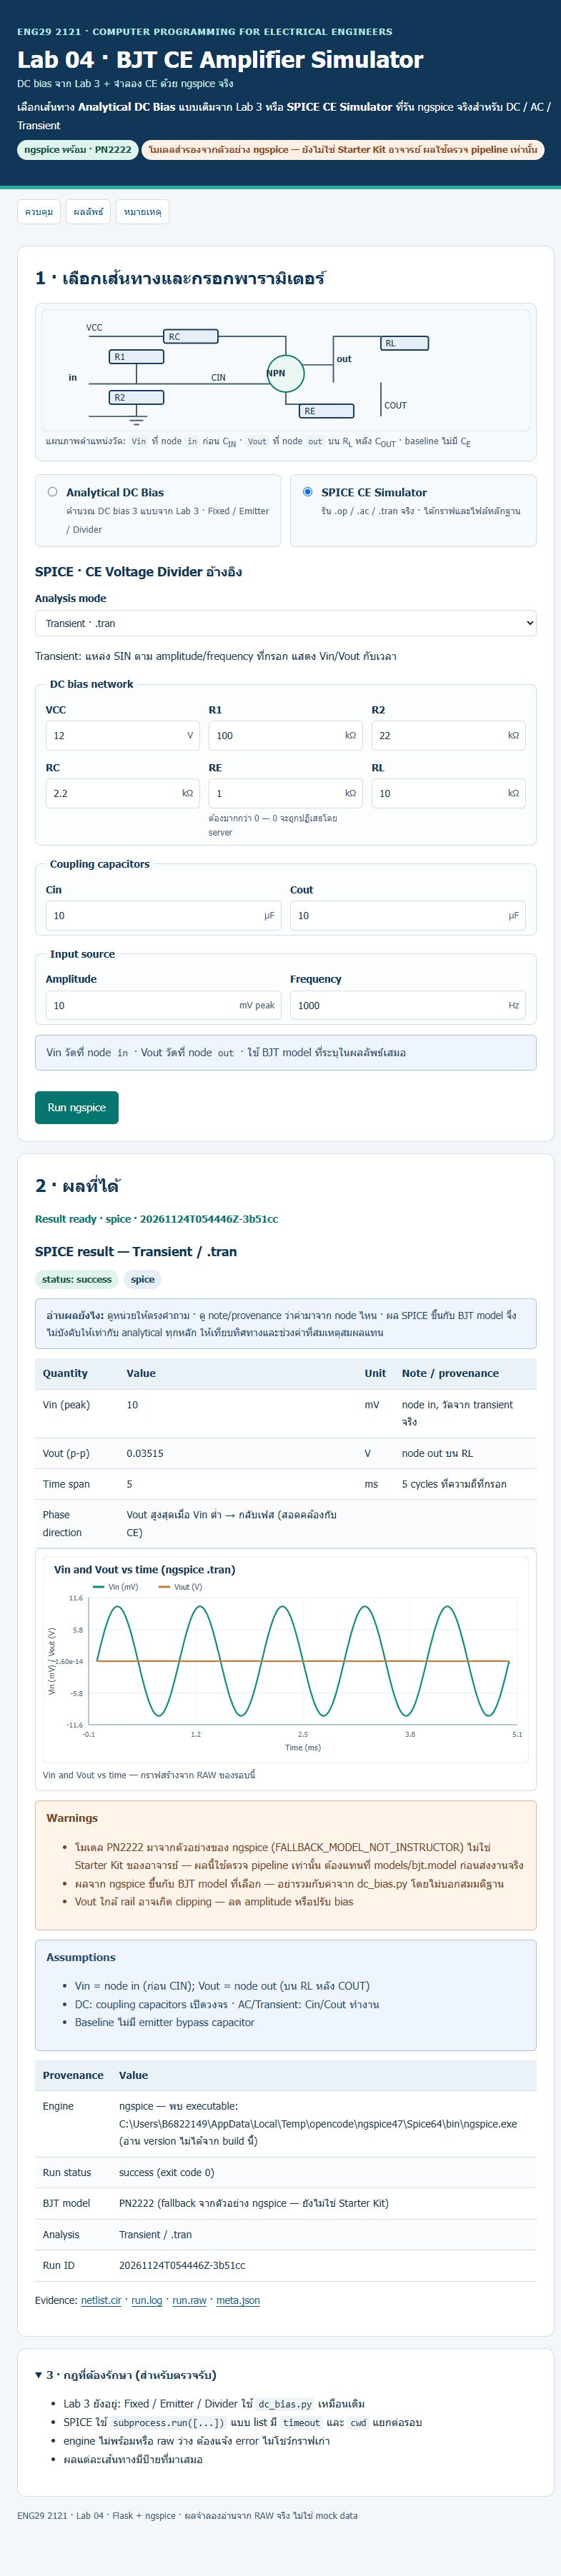 ENG29 2121 · COMPUTER PROGRAMMING FOR ELECTRICAL ENGINEERS
Lab 04 · BJT CE Amplifier Simulator
DC bias จาก Lab 3 + จำลอง CE ด้วย ngspice จริง
เลือกเส้นทาง Analytical DC Bias แบบเดิมจาก Lab 3 หรือ SPICE CE Simulator ที่รัน ngspice จริงสำหรับ DC / AC /
Transient
ngspice พร้อม · PN2222
โมเดลสำรองจากตัวอย่าง ngspice — ยังไม่ใช่ Starter Kit อาจารย์ ผลใช้ตรวจ pipeline เท่านั้น
ควบคุม
ผลลัพธ์
หมายเหตุ
1 · เลือกเส้นทางและกรอกพารามิเตอร์
VCC
RC
R1
RL
in
CIN
NPN
out
R2
RE
COUT
แผนภาพตำแหน่งวัด: Vin ที่ node in ก่อน CIN · Vout ที่ node out บน RL หลัง COUT · baseline ไม่มี CE
Analytical DC Bias
คำนวณ DC bias 3 แบบจาก Lab 3 · Fixed / Emitter
/ Divider
SPICE CE Simulator
รัน .op / .ac / .tran จริง · ได้กราฟและไฟล์หลักฐาน
SPICE · CE Voltage Divider อ้างอิง
Analysis mode
Transient · .tran
Transient: แหล่ง SIN ตาม amplitude/frequency ที่กรอก แสดง Vin/Vout กับเวลา
DC bias network
VCC R1 R2
12 V 100 kΩ 22 kΩ
RC RE RL
2.2 kΩ 1 kΩ 10 kΩ
ต้องมากกว่า 0 — 0 จะถูกปฏิเสธโดย
server
Coupling capacitors
Cin Cout
10 µF 10 µF
Input source
Amplitude Frequency
10 mV peak 1000 Hz
Vin วัดที่ node in · Vout วัดที่ node out · ใช้ BJT model ที่ระบุในผลลัพธ์เสมอ
Run ngspice
2 · ผลที่ได้
Result ready · spice · 20261124T054446Z-3b51cc
SPICE result — Transient / .tran
status: success
spice
อ่านผลยังไง: ดูหน่วยให้ตรงคำถาม · ดู note/provenance ว่าค่ามาจาก node ไหน · ผล SPICE ขึ้นกับ BJT model จึง
ไม่บังคับให้เท่ากับ analytical ทุกหลัก ให้เทียบทิศทางและช่วงค่าที่สมเหตุสมผลแทน
Quantity Value Unit Note / provenance
Vin (peak) 10 mV node in, วัดจาก transient
จริง
Vout (p-p) 0.03515 V node out บน RL
Time span 5 ms 5 cycles ที่ความถี่ที่กรอก
Phase Vout สูงสุดเมื่อ Vin ต่ำ → กลับเฟส (สอดคล้องกับ
direction CE)
Vin and Vout vs time (ngspice .tran)
Vin (mV) Vout (V)
11.6
5.8
-1.60e-14
-5.8
-11.6
Vin (mV) / Vout (V)
-0.1 1.2 2.5 3.8 5.1
Time (ms)
Vin and Vout vs time — กราฟสร้างจาก RAW ของรอบนี้
Warnings
• โมเดล PN2222 มาจากตัวอย่างของ ngspice (FALLBACK_MODEL_NOT_INSTRUCTOR) ไม่ใช่
Starter Kit ของอาจารย์ — ผลนี้ใช้ตรวจ pipeline เท่านั้น ต้องแทนที่ models/bjt.model ก่อนส่งงานจริง
• ผลจาก ngspice ขึ้นกับ BJT model ที่เลือก — อย่ารวมกับค่าจาก dc_bias.py โดยไม่บอกสมมติฐาน
• Vout ใกล้ rail อาจเกิด clipping — ลด amplitude หรือปรับ bias
Assumptions
• Vin = node in (ก่อน CIN); Vout = node out (บน RL หลัง COUT)
• DC: coupling capacitors เปิดวงจร · AC/Transient: Cin/Cout ทำงาน
• Baseline ไม่มี emitter bypass capacitor
Provenance Value
Engine ngspice — พบ executable:
C:\Users\B6822149\AppData\Local\Temp\opencode\ngspice47\Spice64\bin\ngspice.exe
(อ่าน version ไม่ได้จาก build นี้)
Run status success (exit code 0)
BJT model PN2222 (fallback จากตัวอย่าง ngspice — ยังไม่ใช่ Starter Kit)
Analysis Transient / .tran
Run ID 20261124T054446Z-3b51cc
Evidence: netlist.cir · run.log · run.raw · meta.json
▼ 3 · กฎที่ต้องรักษา (สำหรับตรวจรับ)
• Lab 3 ยังอยู่: Fixed / Emitter / Divider ใช้ dc_bias.py เหมือนเดิม
• SPICE ใช้ subprocess.run([...]) แบบ list มี timeout และ cwd แยกต่อรอบ
• engine ไม่พร้อมหรือ raw ว่าง ต้องแจ้ง error ไม่โชว์กราฟเก่า
• ผลแต่ละเส้นทางมีป้ายที่มาเสมอ
ENG29 2121 · Lab 04 · Flask + ngspice · ผลจำลองอ่านจาก RAW จริง ไม่ใช่ mock data